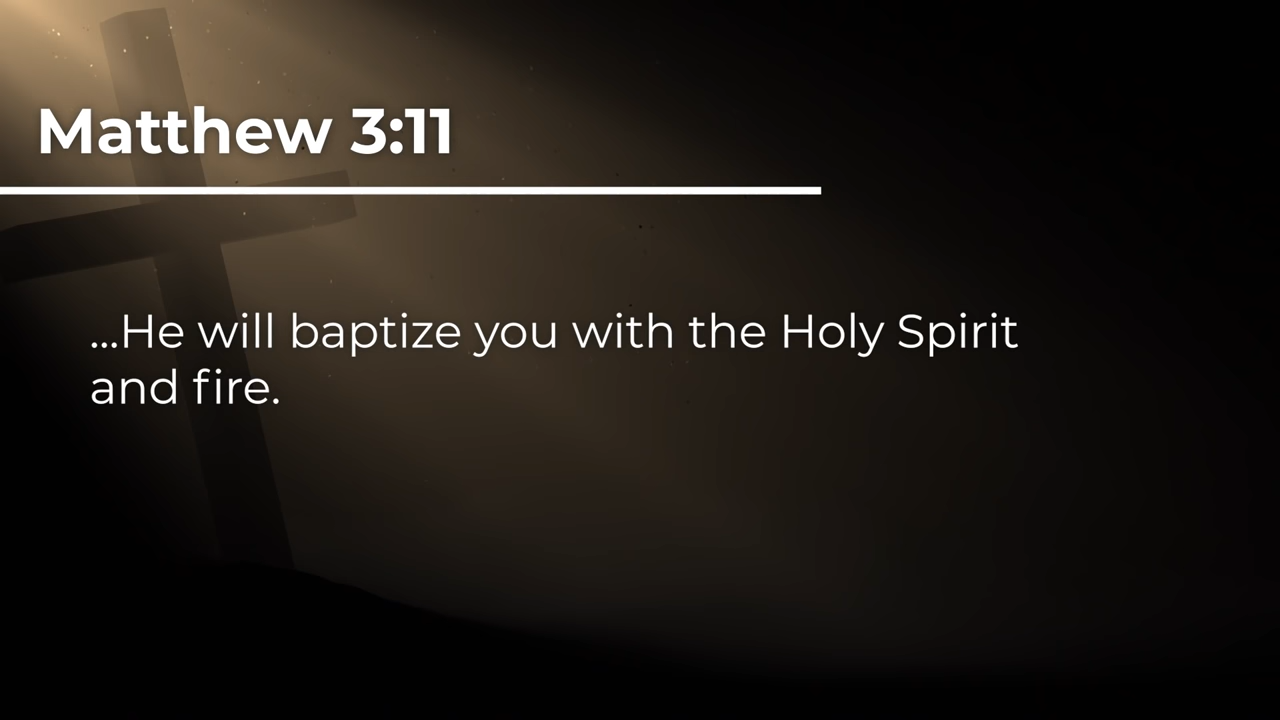 Matthew 3:11
...He will baptize you with the Holy Spirit
and fire.